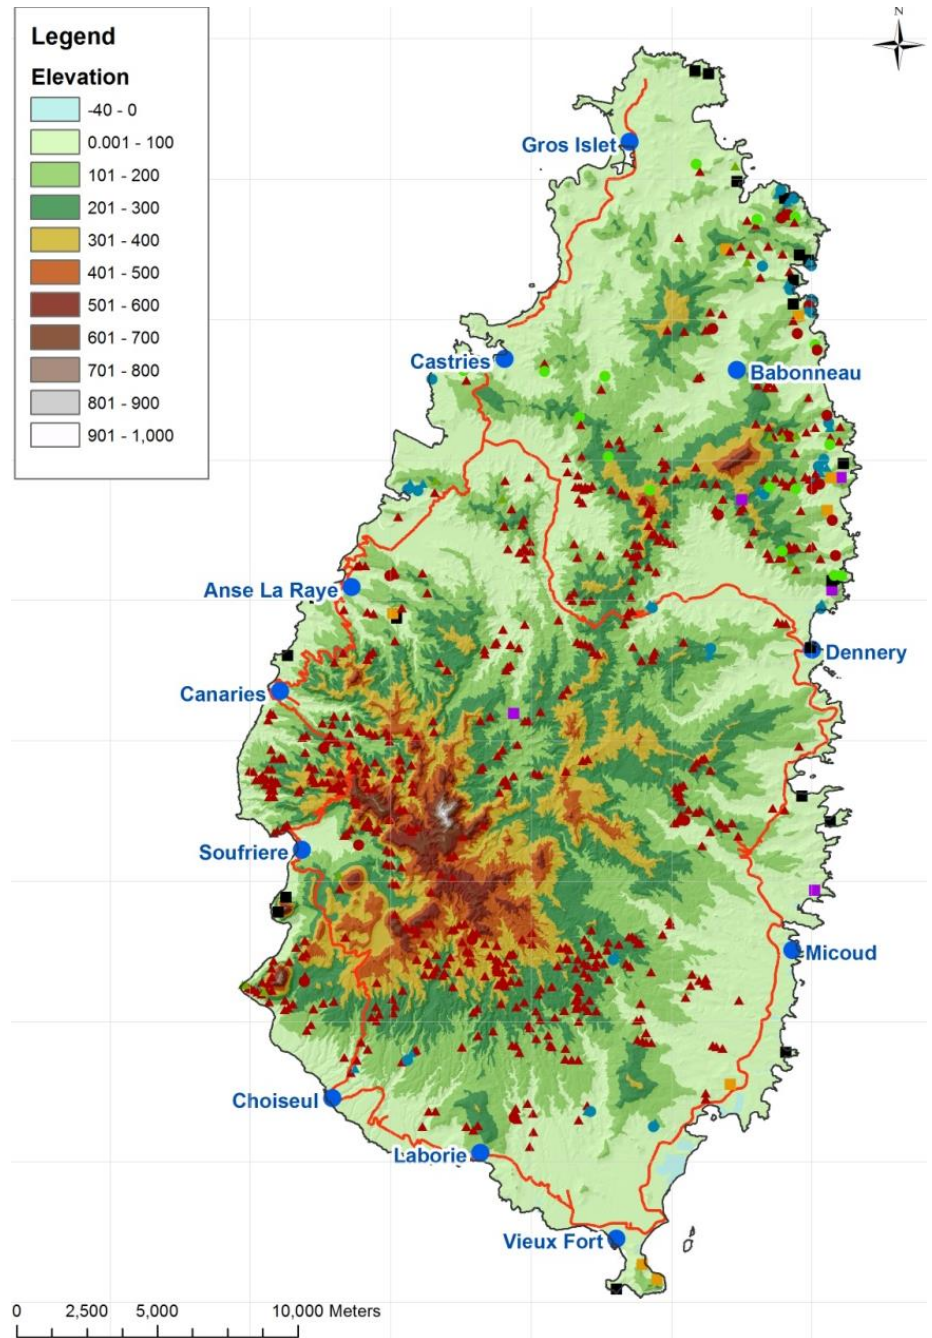 N
Legend
Elevation
-40 - 0
0.001 - 100
101 - 200
201 - 300
301 - 400
401 - 500
501 - 600
601 - 700
701 - 800
801 - 900
901 - 1,000
Gros Islet
Castries
Babonneau
Anse La Raye
Dennery
Canaries
Soufriere
Micoud
Choiseul
Laborie
Vieux Fort
0 2,500 5,000 10,000 Meters